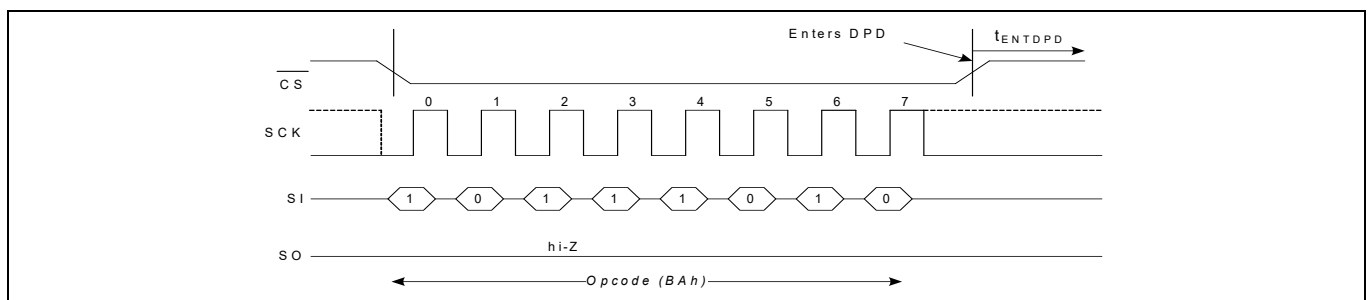 Enters DPD
tENTDPD
CS
0 1 2 3 4 5 6 7
SCK
SI 1 0 1 1 1 0 1 0
hi-Z
SO
Opcode (BAh)